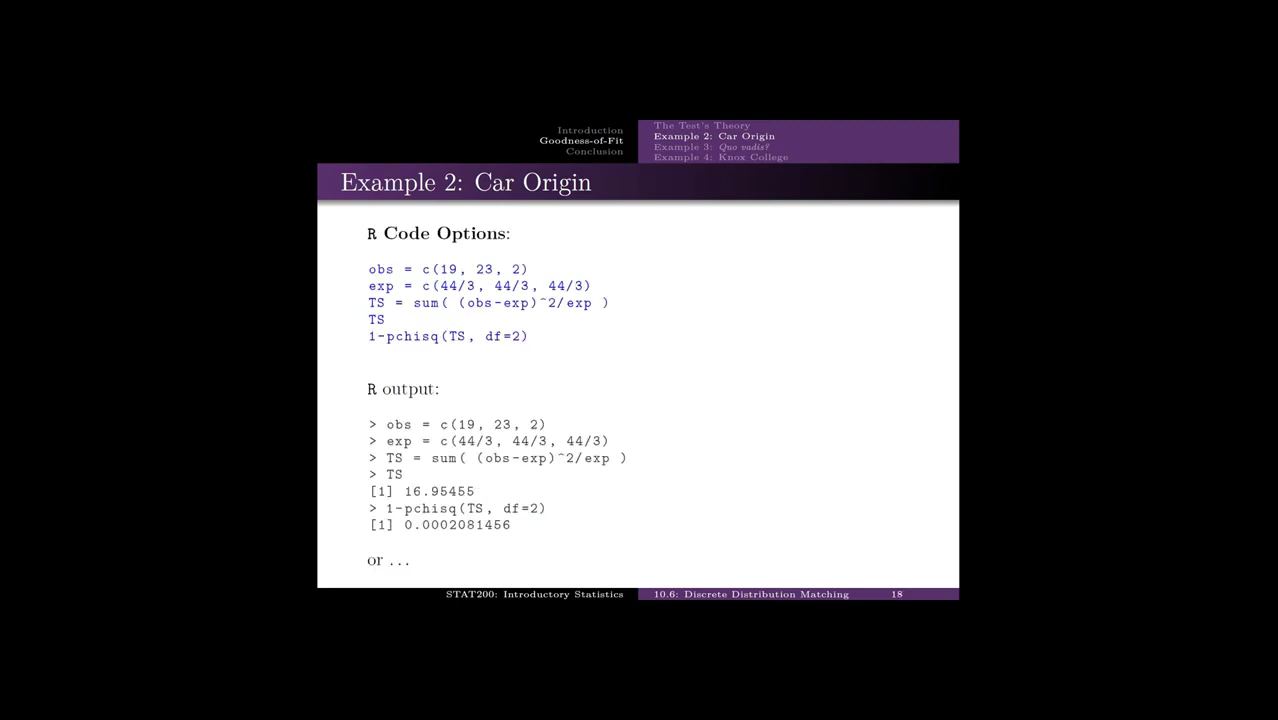 Introduction
Goodness-of-Fit
Conclusion
The Test's Theory
Example 2: Car Origin
Example 3: Quo vadis?
Example 4: Knox College
Example 2: Car Origin
R Code Options:
obs = c(19, 23, 2)
exp = c(44/3, 44/3, 44/3)
TS = sum( (obs-exp)^2/exp )
TS
1-pchisq(TS, df=2)
R output:
> obs = c(19, 23, 2)
> exp = c(44/3, 44/3, 44/3)
> TS = sum( (obs-exp)^2/exp )
> TS
[1] 16.95455
> 1-pchisq(TS, df=2)
[1] 0.0002081456
or ...
STAT200: Introductory Statistics
10.6: Discrete Distribution Matching 18